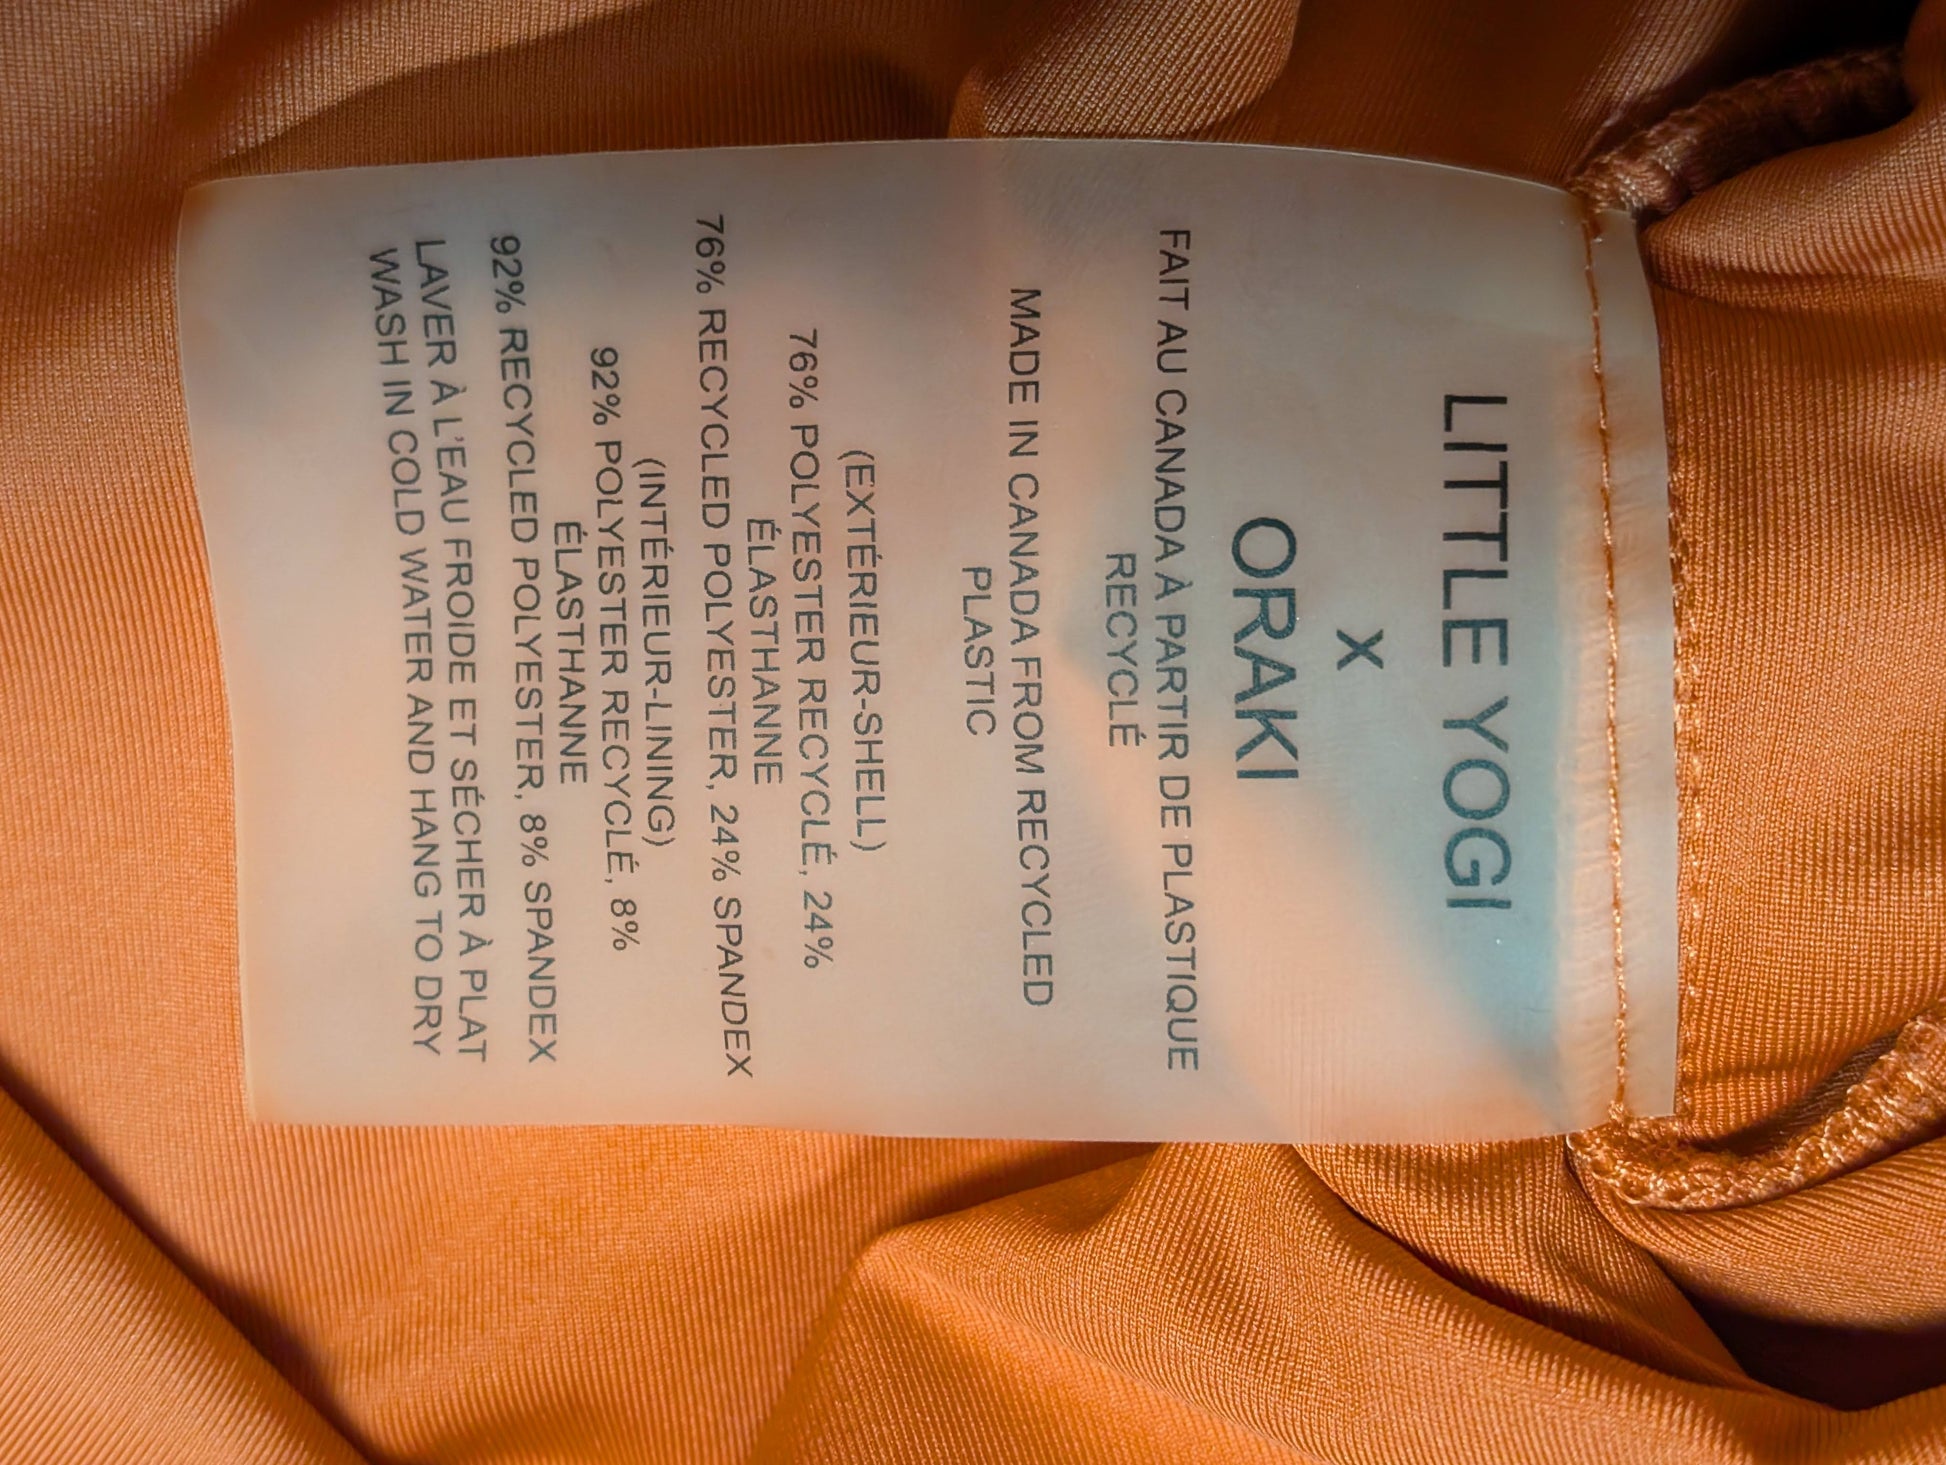 LITTLE YOGI
X
ORAKI
FAIT AU CANADA À PARTIR DE PLASTIQUE
RECYCLÉ
MADE IN CANADA FROM RECYCLED
PLASTIC
(EXTÉRIEUR-SHELL)
76% POLYESTER RECYCLÉ, 24%
ÉLASTHANNE
76% RECYCLED POLYESTER, 24% SPANDEX
(INTÉRIEUR-LINING)
92% POLYESTER RECYCLÉ, 8%
ÉLASTHANNE
92% RECYCLED POLYESTER, 8% SPANDEX
LAVER À L'EAU FROIDE ET SÉCHER À PLAT
WASH IN COLD WATER AND HANG TO DRY